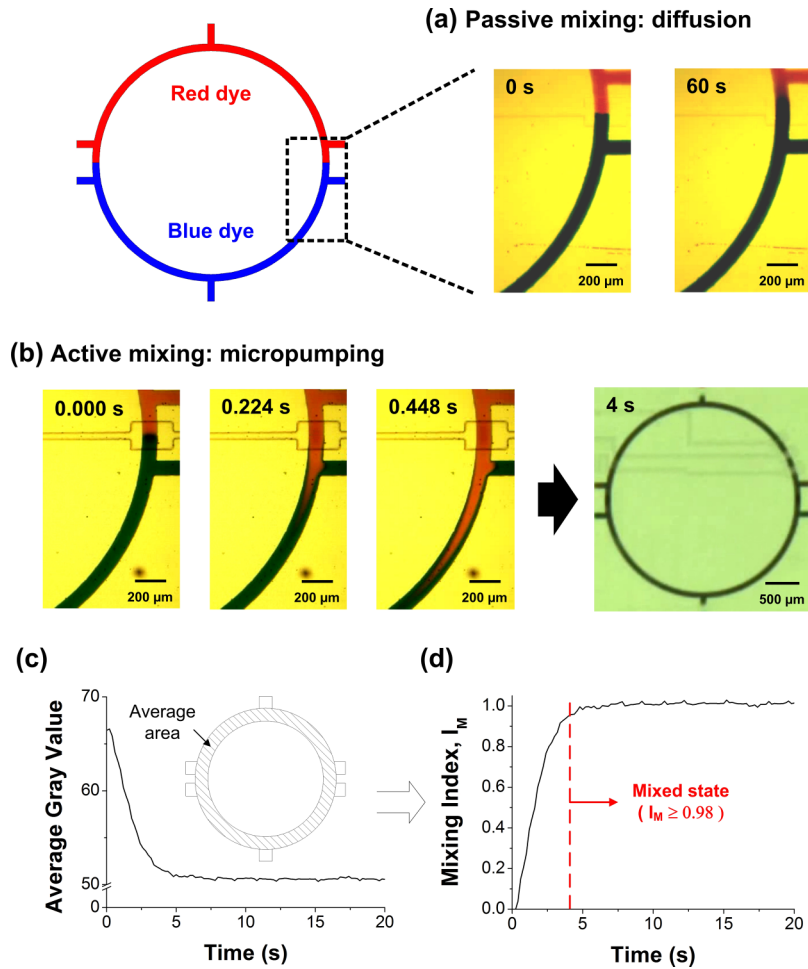 (a) Passive mixing: diffusion
Red dye
Blue dye
0 s
200 µm
60 s
200 µm
(b) Active mixing: micropumping
0.000 s
200 µm
0.224 s
200 µm
0.448 s
200 µm
4 s
500 µm
(c)
70
60
50
0
Average Gray Value
Average
area
0 5 10 15 20
Time (s)
(d)
1.0
0.8
0.6
0.4
0.2
0.0
Mixing Index, I_M
Mixed state
( I_M ≥ 0.98 )
0 5 10 15 20
Time (s)